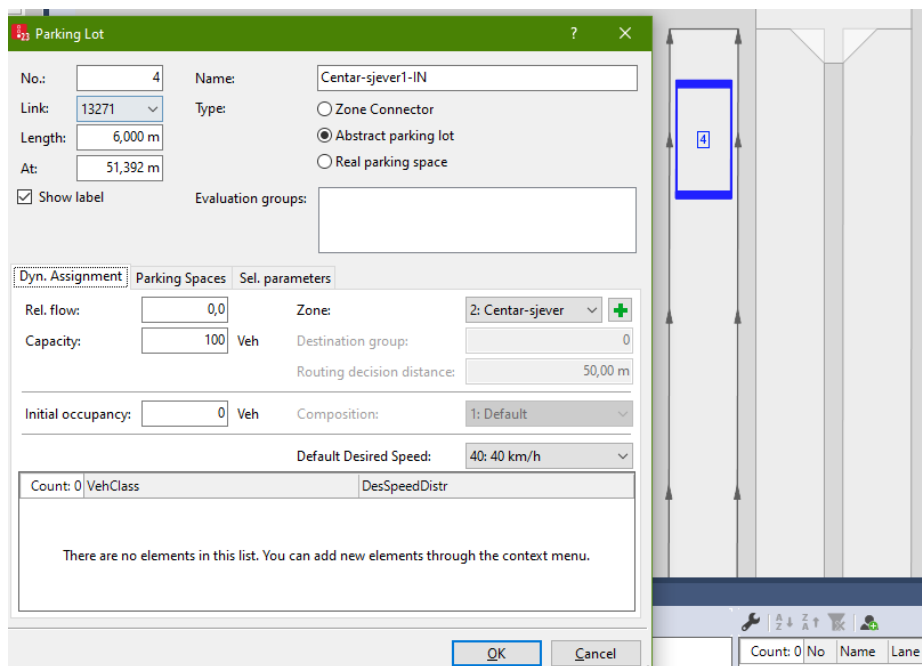 23 Parking Lot ? ×
No.: 4 Name: Centar-sjever1-IN
Link: 13271 Type: Zone Connector
Length: 6,000 m Abstract parking lot
At: 51,392 m Real parking space
Show label Evaluation groups:
Dyn. Assignment Parking Spaces Sel. parameters
Rel. flow: 0,0 Zone: 2: Centar-sjever
Capacity: 100 Veh Destination group: 0
Routing decision distance: 50,00 m
Initial occupancy: 0 Veh Composition: 1: Default
Default Desired Speed: 40: 40 km/h
Count: 0 VehClass DesSpeedDistr
There are no elements in this list. You can add new elements through the context menu.
OK Cancel
4
Count: 0 No Name Lane